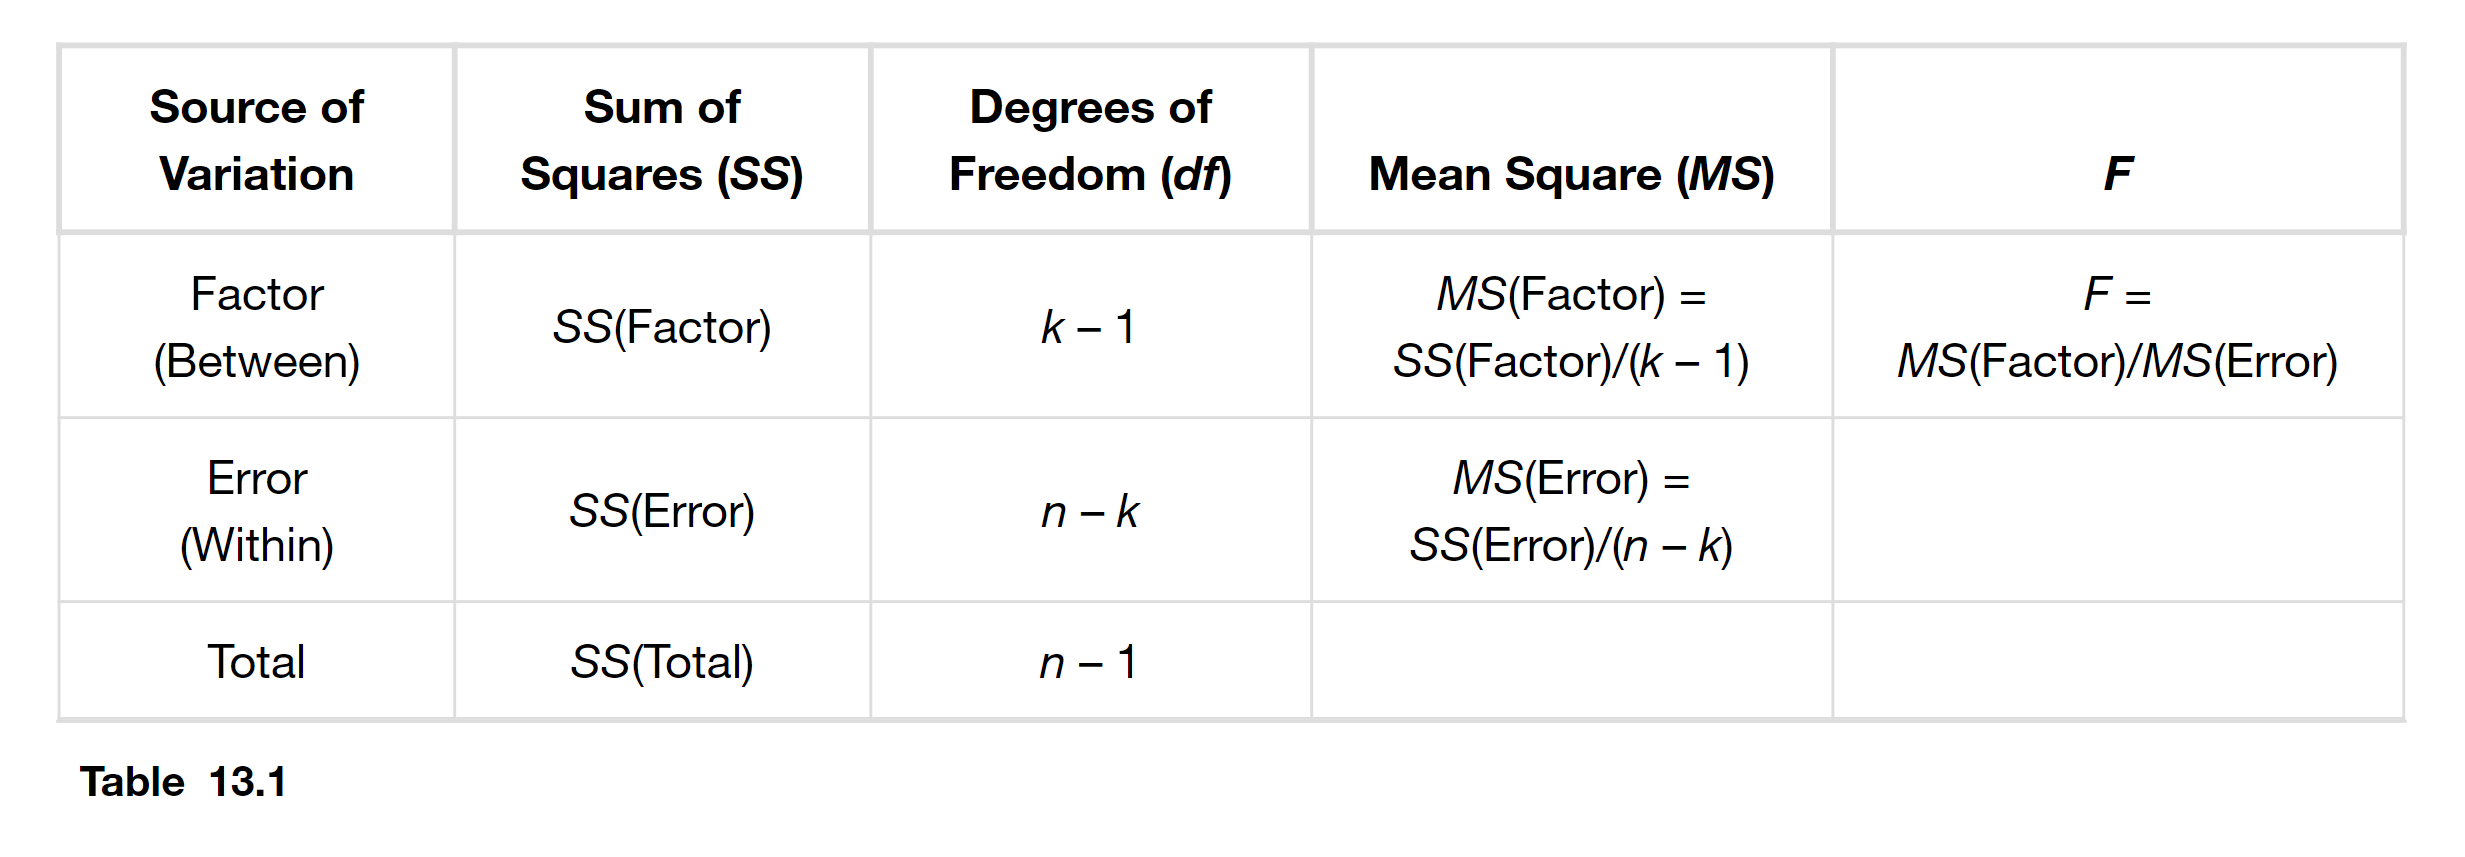 Source of
Variation
Sum of
Squares (SS)
Degrees of
Freedom (df)
Mean Square (MS)
F
Factor
(Between)
SS(Factor)
k – 1
MS(Factor) =
SS(Factor)/(k – 1)
F =
MS(Factor)/MS(Error)
Error
(Within)
SS(Error)
n – k
MS(Error) =
SS(Error)/(n – k)
Total
SS(Total)
n – 1
Table 13.1